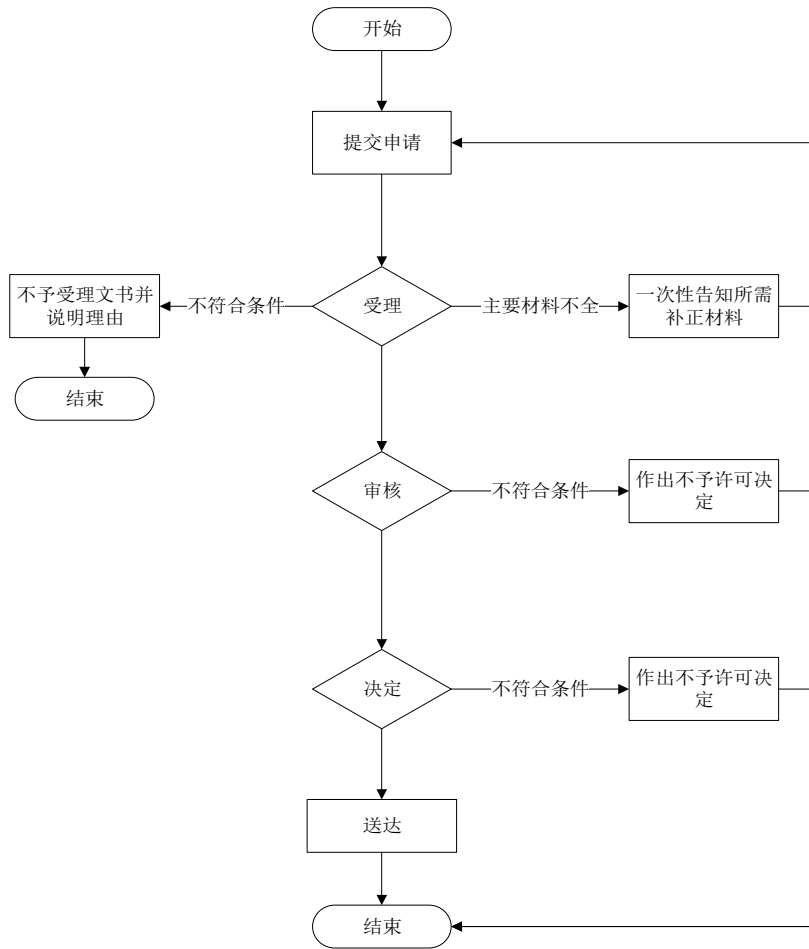 开始
提交申请
不予受理文书并
说明理由
不符合条件
受理
主要材料不全
一次性告知所需
补正材料
结束
审核
不符合条件
作出不予许可决
定
决定
不符合条件
作出不予许可决
定
送达
结束